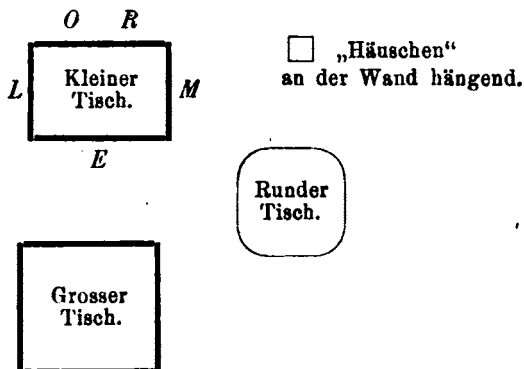 O R
„Häuschen“
an der Wand hängend.
L Kleiner M
Tisch.
E
Runder
Tisch.
Grosser
Tisch.